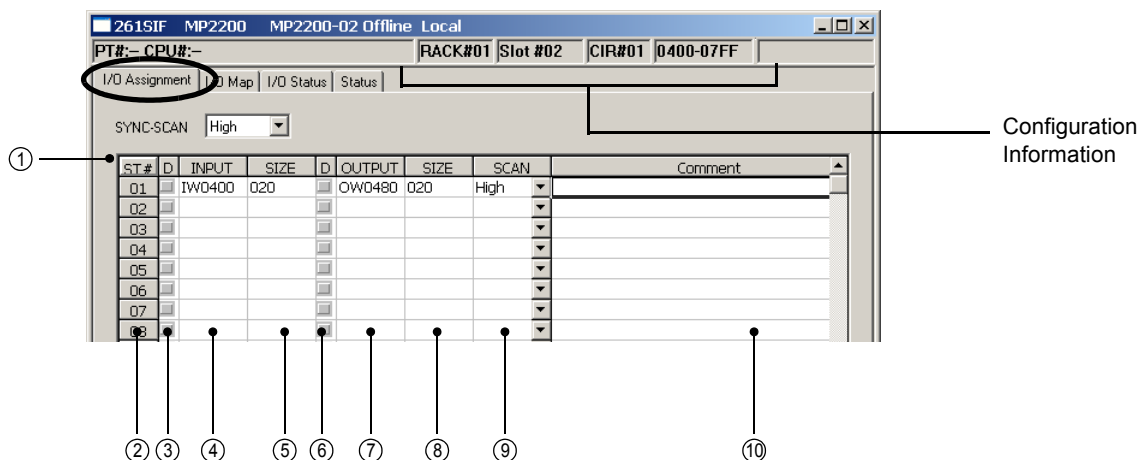 261SIF MP2200 MP2200-02 Offline Local
PT#:– CPU#:– RACK#01 Slot #02 CIR#01 0400-07FF
I/O Assignment I/O Map I/O Status Status
Configuration
Information
SYNC-SCAN High
①
ST# D INPUT SIZE D OUTPUT SIZE SCAN Comment
01 IW0400 020 OW0480 020 High
02
03
04
05
06
07
08
② ③ ④ ⑤ ⑥ ⑦ ⑧ ⑨ ⑩